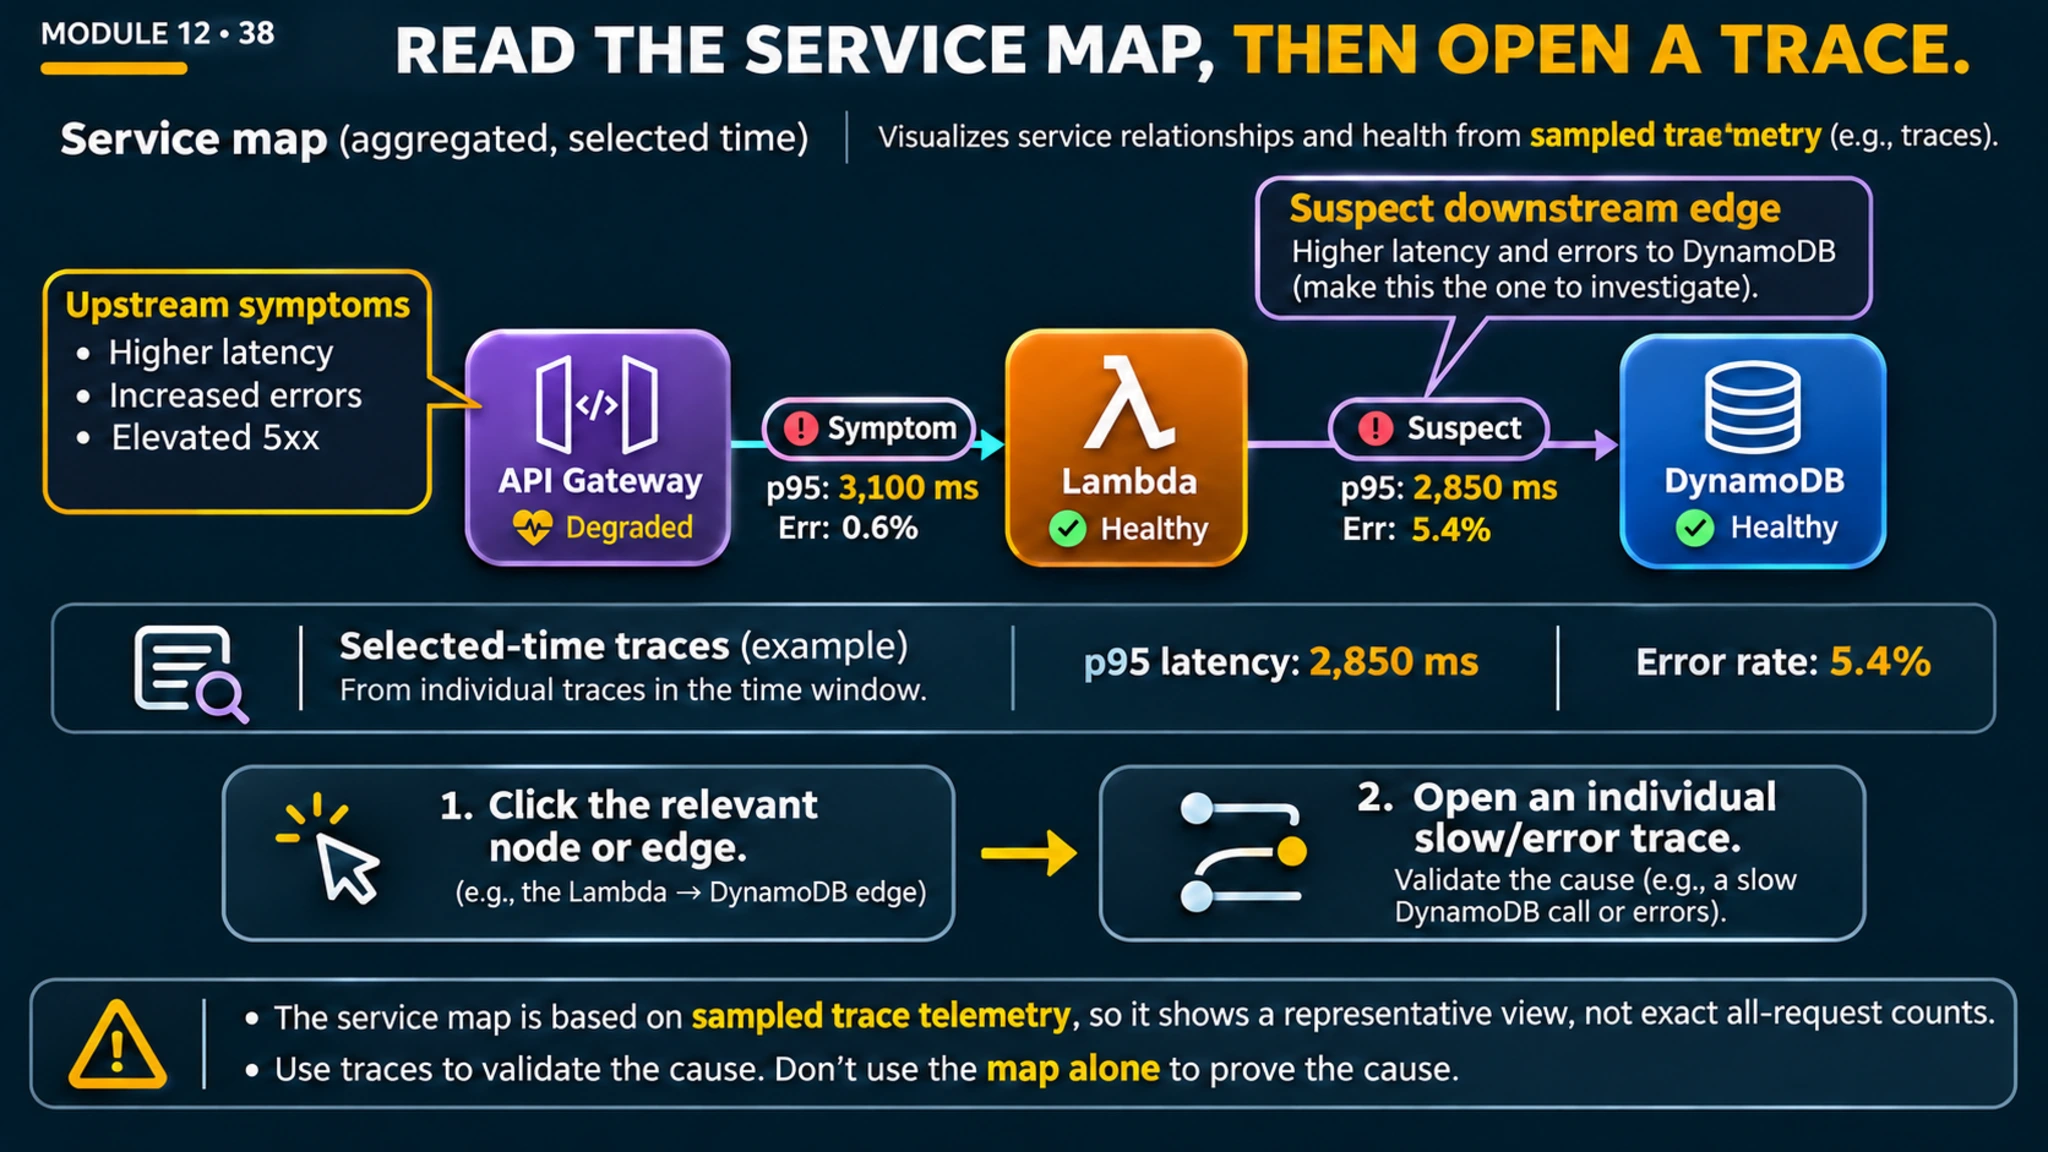 MODULE 12 • 38
READ THE SERVICE MAP, THEN OPEN A TRACE.
Service map (aggregated, selected time)
Visualizes service relationships and health from sampled (e.g., traces).
Suspect downstream edge
Higher latency and errors to DynamoDB
(make this the one to investigate).
Upstream symptoms
• Higher latency
• Increased errors
• Elevated 5xx
</>
API Gateway
Degraded
! Symptom
p95: 3,100 ms
Err: 0.6%
λ
Lambda
Healthy
! Suspect
p95: 2,850 ms
Err: 5.4%
DynamoDB
Healthy
Selected-time traces (example)
From individual traces in the time window.
p95 latency: 2,850 ms
Error rate: 5.4%
1. Click the relevant
node or edge.
(e.g., the Lambda → DynamoDB edge)
2. Open an individual
slow/error trace.
Validate the cause (e.g., a slow
DynamoDB call or errors).
• The service map is based on sampled trace telemetry, so it shows a representative view, not exact all-request counts.
• Use traces to validate the cause. Don't use the map alone to prove the cause.